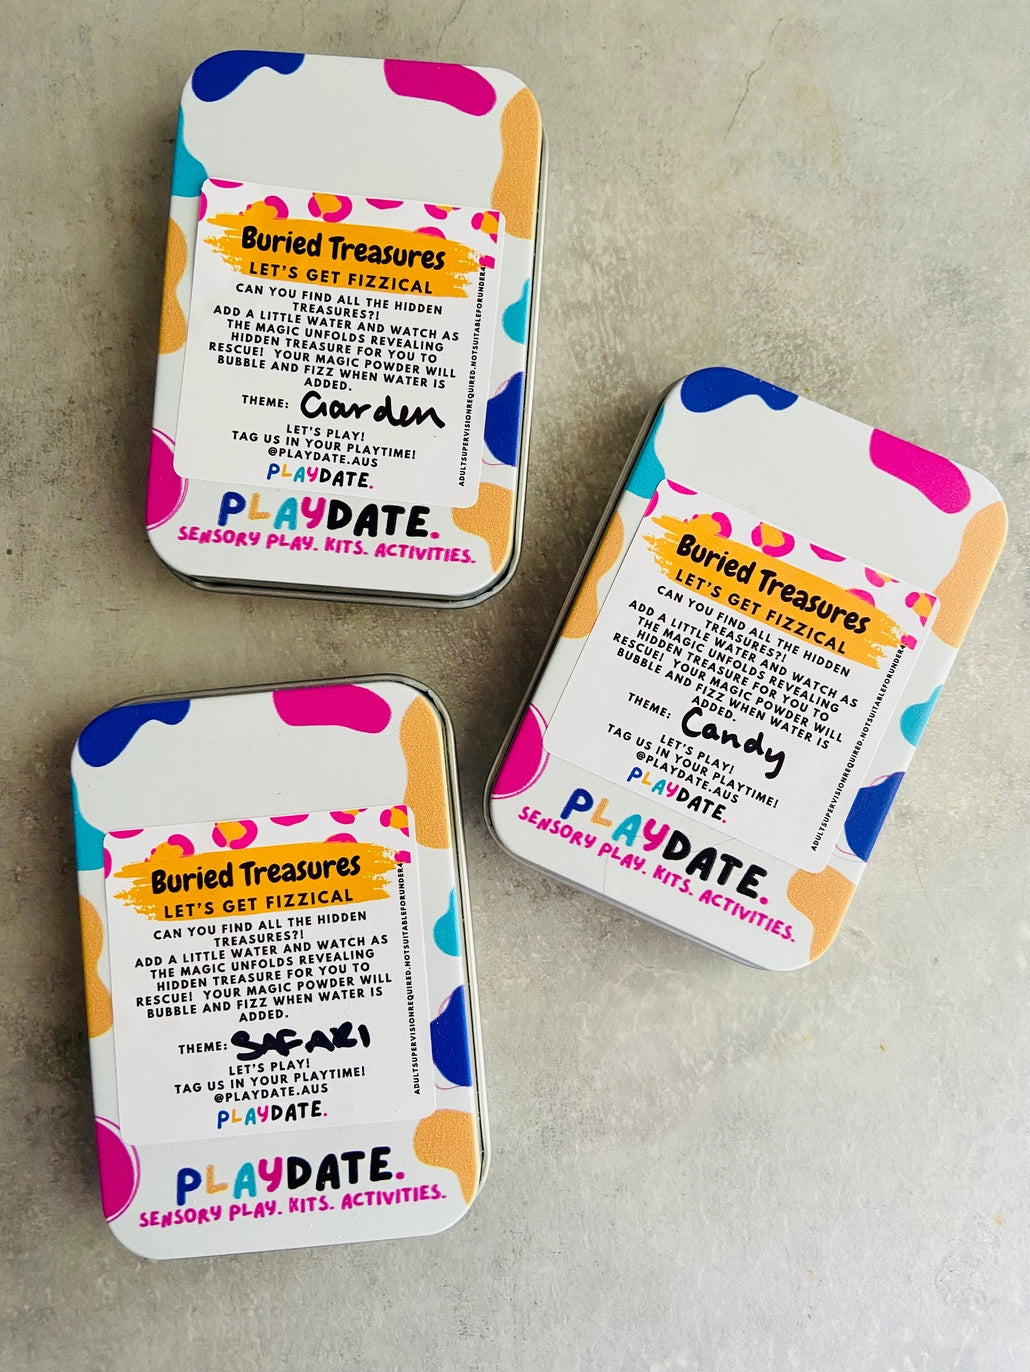 Buried Treasures
LET'S GET FIZZICAL
CAN YOU FIND ALL THE HIDDEN
TREASURES?!
ADD A LITTLE WATER AND WATCH AS
THE MAGIC UNFOLDS REVEALING
HIDDEN TREASURE FOR YOU TO
RESCUE! YOUR MAGIC POWDER WILL
BUBBLE AND FIZZ WHEN WATER IS
ADDED.
THEME: Garden
LET'S PLAY!
TAG US IN YOUR PLAYTIME!
@PLAYDATE.AUS
PLAYDATE.
ADULTSUPERVISIONREQUIRED.NOTSUITABLEFORUNDER4
PLAYDATE.
SENSORY PLAY. KITS. ACTIVITIES.
Buried Treasures
LET'S GET FIZZICAL
CAN YOU FIND ALL THE HIDDEN
TREASURES?!
ADD A LITTLE WATER AND WATCH AS
THE MAGIC UNFOLDS REVEALING
HIDDEN TREASURE FOR YOU TO
RESCUE! YOUR MAGIC POWDER WILL
BUBBLE AND FIZZ WHEN WATER IS
ADDED.
THEME: Candy
LET'S PLAY!
TAG US IN YOUR PLAYTIME!
@PLAYDATE.AUS
PLAYDATE.
ADULTSUPERVISIONREQUIRED.NOTSUITABLEFORUNDER4
PLAYDATE.
SENSORY PLAY. KITS. ACTIVITIES.
Buried Treasures
LET'S GET FIZZICAL
CAN YOU FIND ALL THE HIDDEN
TREASURES?!
ADD A LITTLE WATER AND WATCH AS
THE MAGIC UNFOLDS REVEALING
HIDDEN TREASURE FOR YOU TO
RESCUE! YOUR MAGIC POWDER WILL
BUBBLE AND FIZZ WHEN WATER IS
ADDED.
THEME: SAFARI
LET'S PLAY!
TAG US IN YOUR PLAYTIME!
@PLAYDATE.AUS
PLAYDATE.
ADULTSUPERVISIONREQUIRED.NOTSUITABLEFORUNDER4
PLAYDATE.
SENSORY PLAY. KITS. ACTIVITIES.